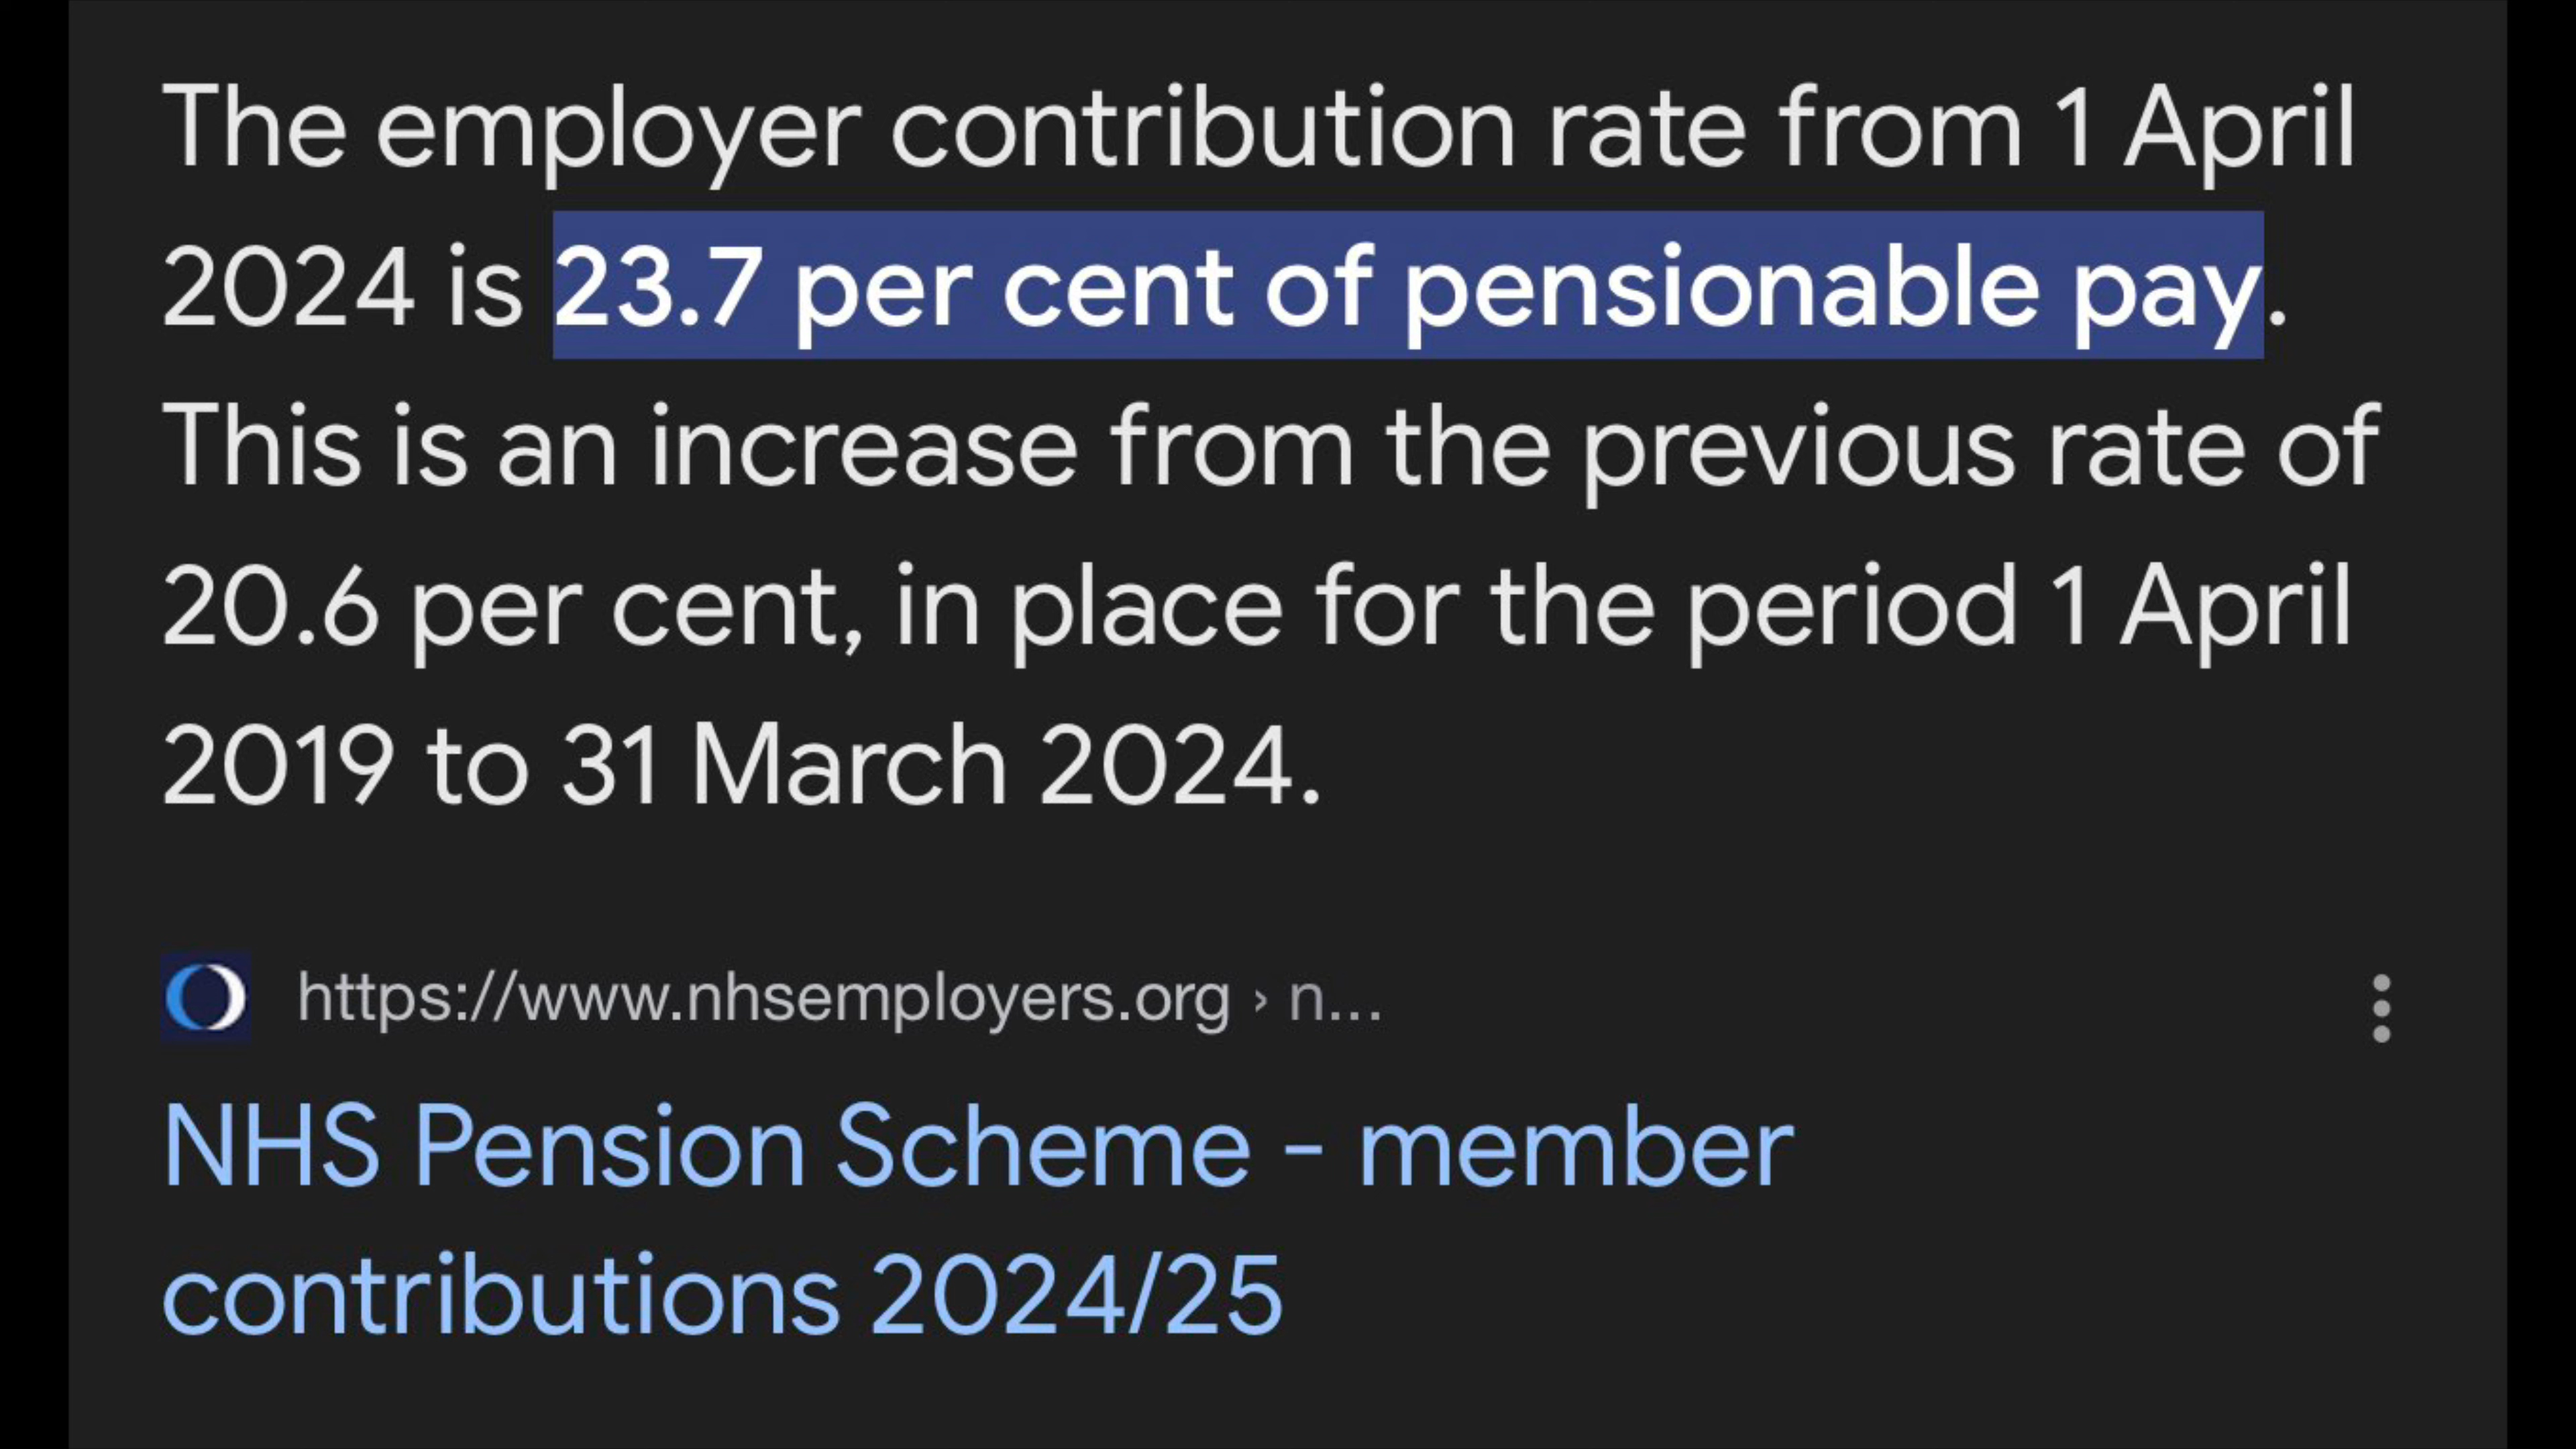 The employer contribution rate from 1 April
2024 is 23.7 per cent of pensionable pay.
This is an increase from the previous rate of
20.6 per cent, in place for the period 1 April
2019 to 31 March 2024.
https://www.nhsemployers.org › n...
NHS Pension Scheme - member
contributions 2024/25